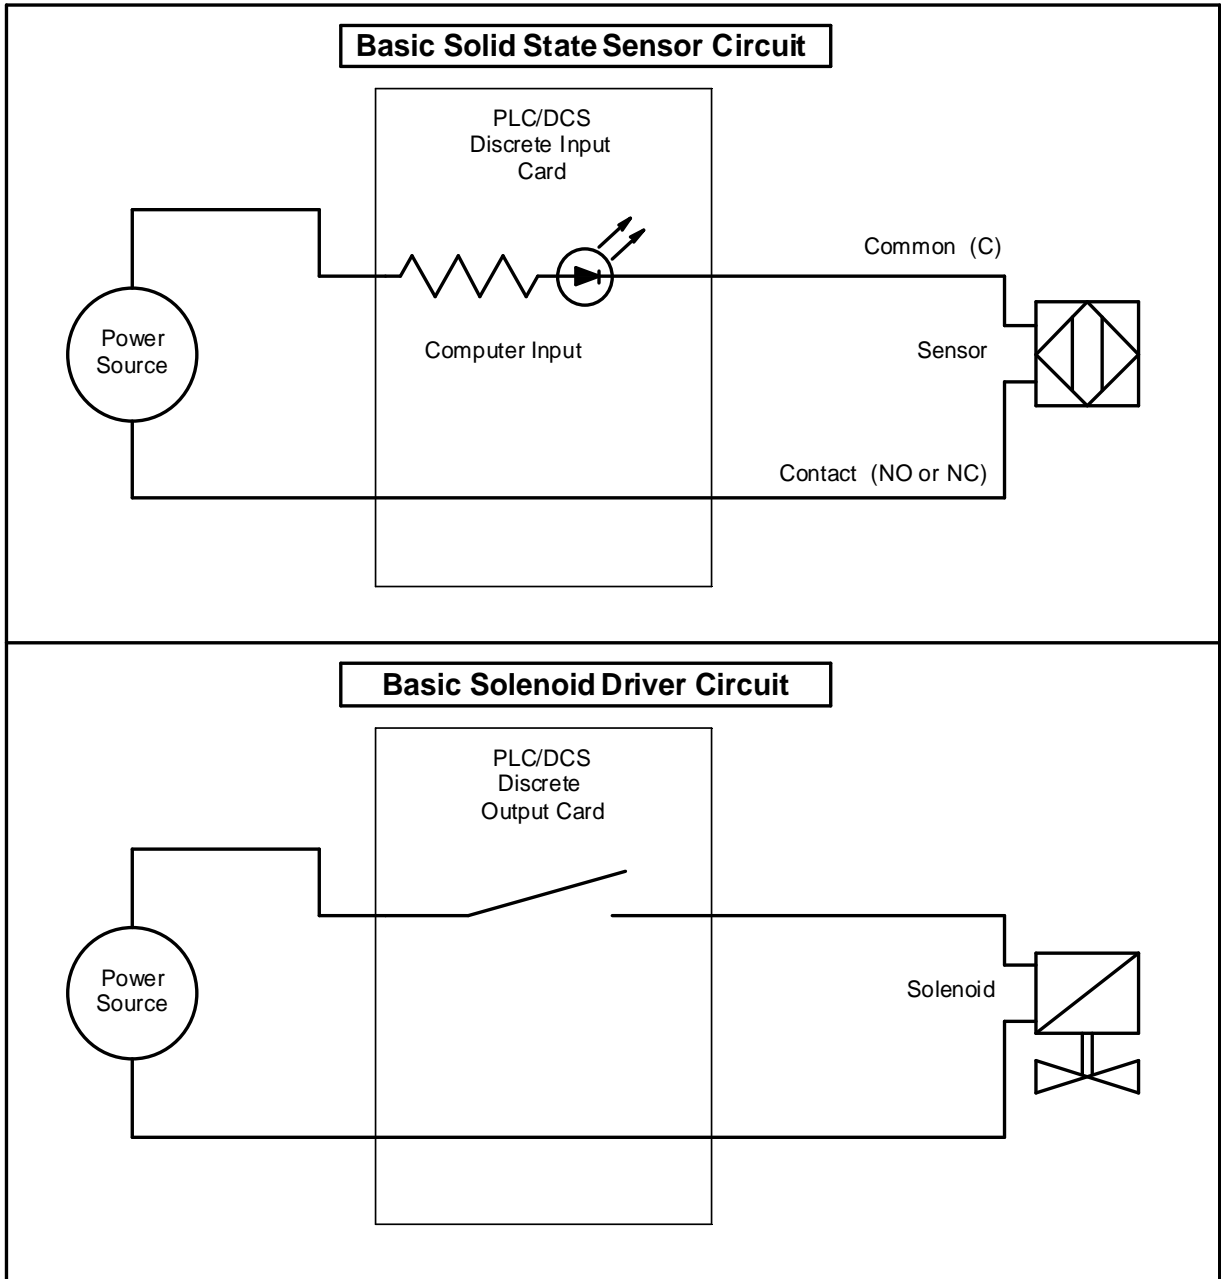 Basic Solid State Sensor Circuit
PLC/DCS
Discrete Input
Card
Common (C)
Power
Source
Computer Input
Sensor
Contact (NO or NC)
Basic Solenoid Driver Circuit
PLC/DCS
Discrete
Output Card
Power
Source
Solenoid